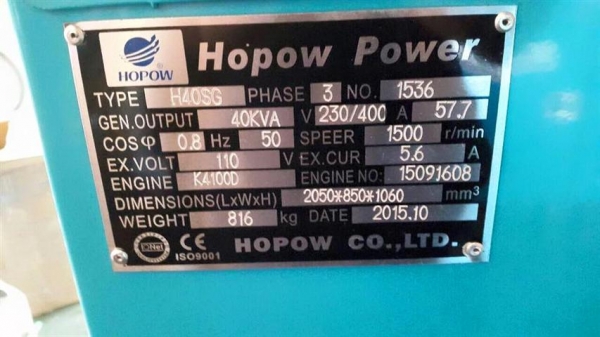 HOPOW
Hopow Power
TYPE H40SG PHASE 3 NO. 1536
GEN.OUTPUT 40KVA V 230/400 A 57.7
COSφ 0.8 Hz 50 SPEER 1500 r/min
EX.VOLT 110 V EX.CUR 5.6 A
ENGINE K4100D ENGINE NO: 15091608
DIMENSIONS(LxWxH) 2050*850*1060 mm³
WEIGHT 816 kg DATE 2015.10
IQNet CE ISO9001 HOPOW CO.,LTD.